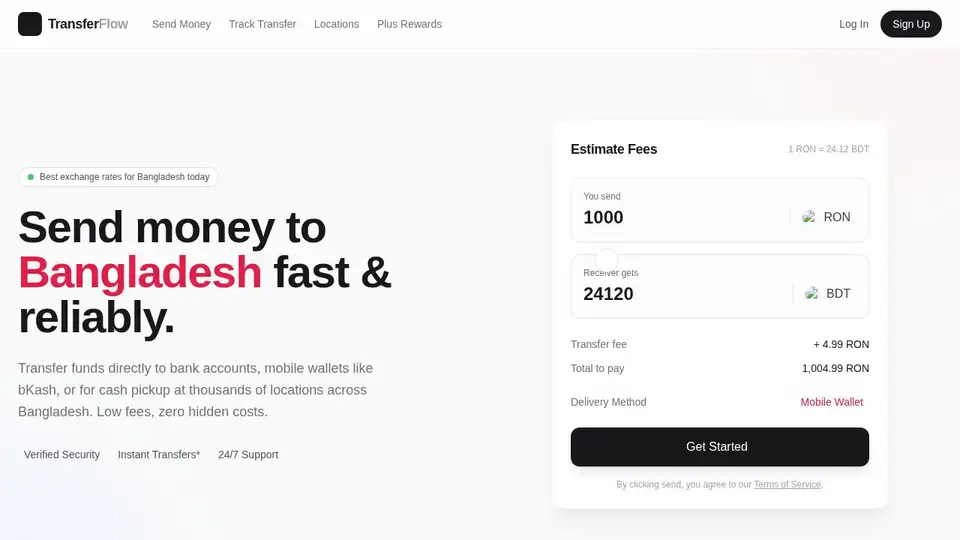 TransferFlow
Send Money
Track Transfer
Locations
Plus Rewards
Log In
Sign Up
Best exchange rates for Bangladesh today
Send money to
Bangladesh fast &
reliably.
Transfer funds directly to bank accounts, mobile wallets like
bKash, or for cash pickup at thousands of locations across
Bangladesh. Low fees, zero hidden costs.
Verified Security
Instant Transfers*
24/7 Support
Estimate Fees
1 RON = 24.12 BDT
You send
1000
RON
Receiver gets
24120
BDT
Transfer fee
+ 4.99 RON
Total to pay
1,004.99 RON
Delivery Method
Mobile Wallet
Get Started
By clicking send, you agree to our Terms of Service.